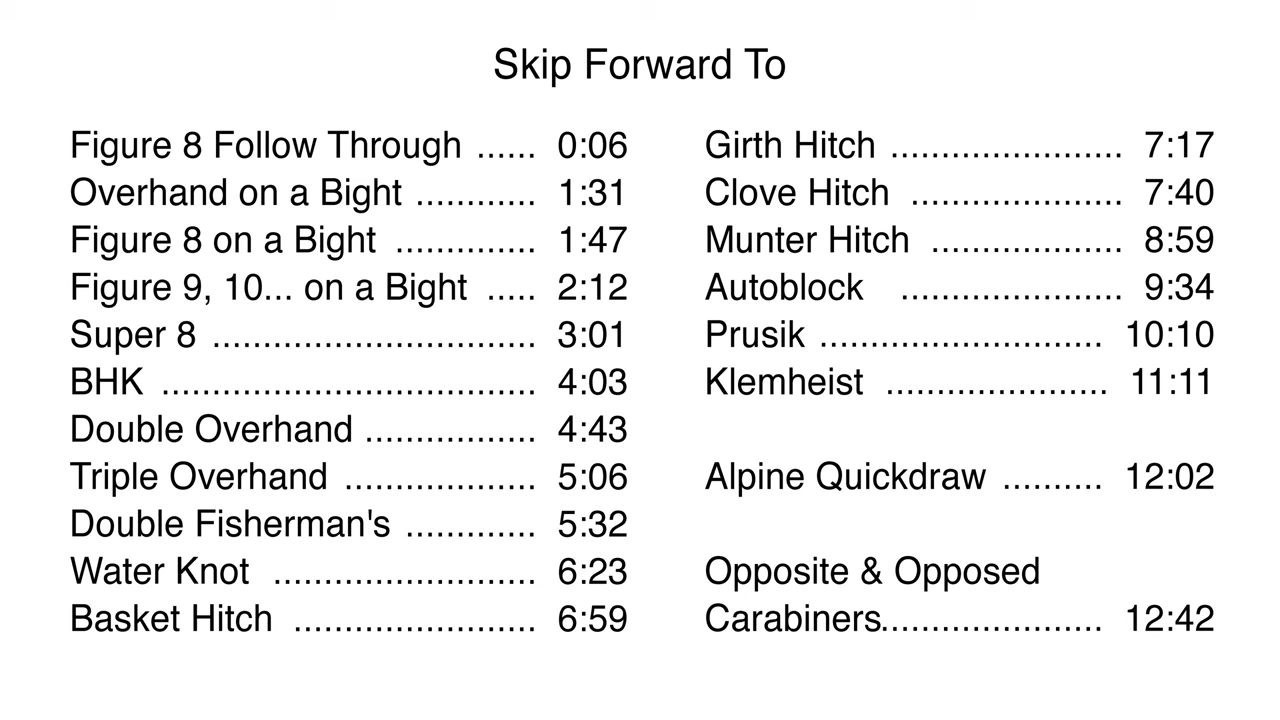 Skip Forward To
Figure 8 Follow Through ...... 0:06
Overhand on a Bight ............ 1:31
Figure 8 on a Bight .............. 1:47
Figure 9, 10... on a Bight ..... 2:12
Super 8 ................................ 3:01
BHK ..................................... 4:03
Double Overhand ................. 4:43
Triple Overhand ................... 5:06
Double Fisherman's ............. 5:32
Water Knot .......................... 6:23
Basket Hitch ........................ 6:59
Girth Hitch ....................... 7:17
Clove Hitch ..................... 7:40
Munter Hitch ................... 8:59
Autoblock ...................... 9:34
Prusik ............................ 10:10
Klemheist ...................... 11:11
Alpine Quickdraw .......... 12:02
Opposite & Opposed
Carabiners...................... 12:42